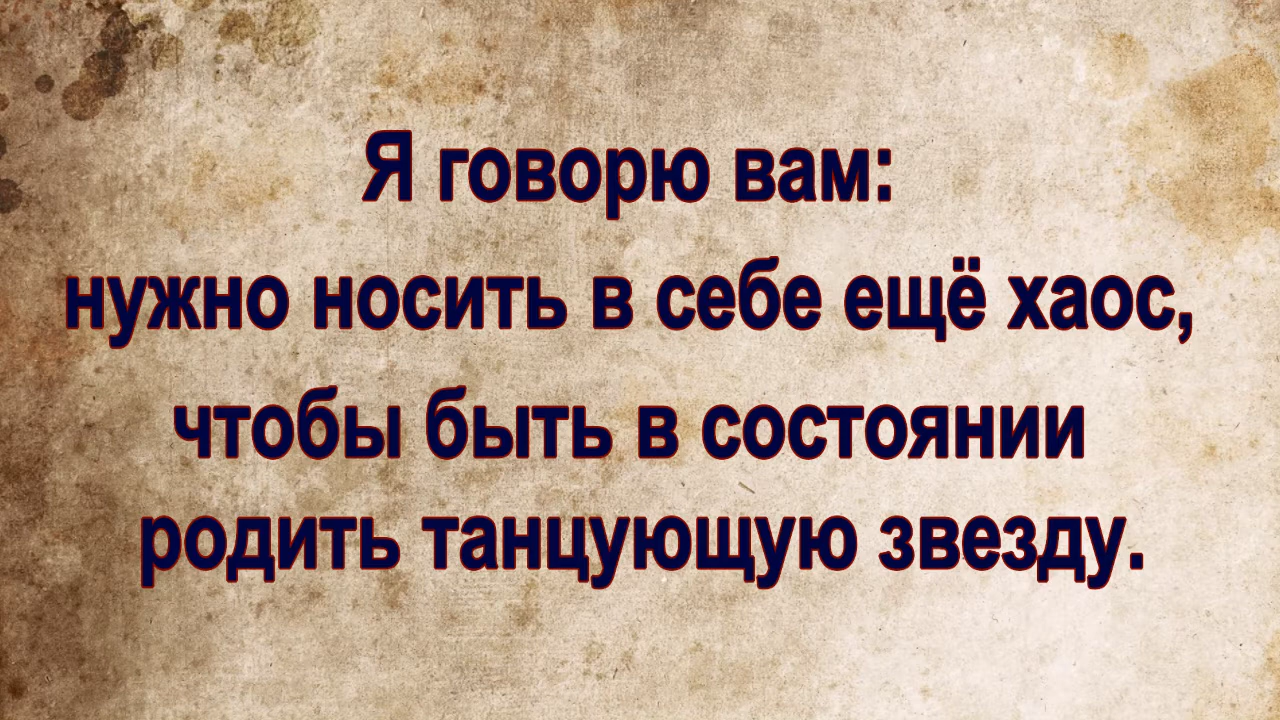 Я говорю вам:
нужно носить в себе ещё хаос,
чтобы быть в состоянии
родить танцующую звезду.